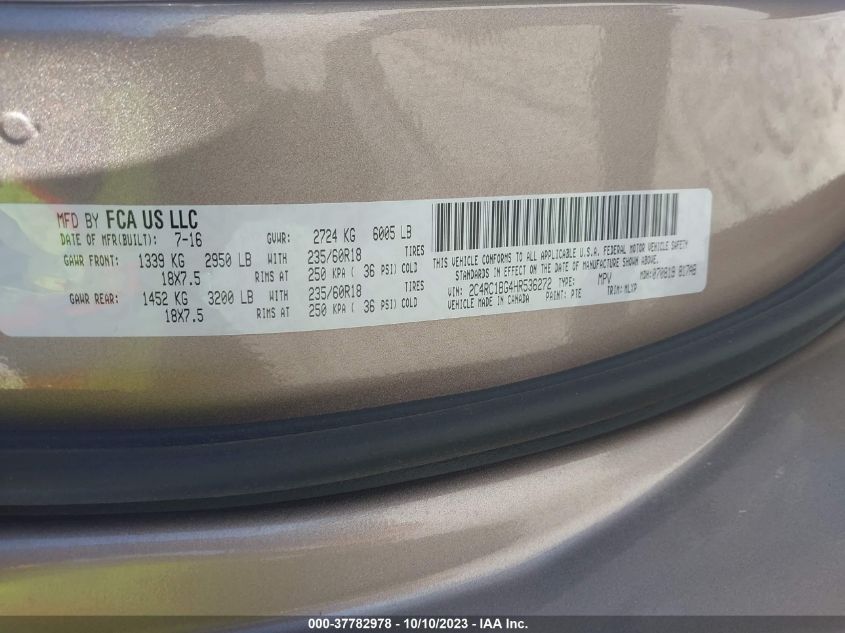 MFD BY FCA US LLC
DATE OF MFR(BUILT): 7-16 GVWR: 2724 KG 6005 LB
GAWR FRONT: 1339 KG 2950 LB WITH 235/60R18 TIRES
18X7.5 RIMS AT 250 KPA ( 36 PSI) COLD
GAWR REAR: 1452 KG 3200 LB WITH 235/60R18 TIRES
18X7.5 RIMS AT 250 KPA ( 36 PSI) COLD
THIS VEHICLE CONFORMS TO ALL APPLICABLE U.S.A. FEDERAL MOTOR VEHICLE SAFETY
STANDARDS IN EFFECT ON THE DATE OF MANUFACTURE SHOWN ABOVE.
VIN: 2C4RC1BG4HR536272 TYPE: MPV MDH:070818 817AB
VEHICLE MADE IN CANADA PAINT: PTE TRIM: MLXP
000-37782978 - 10/10/2023 - IAA Inc.